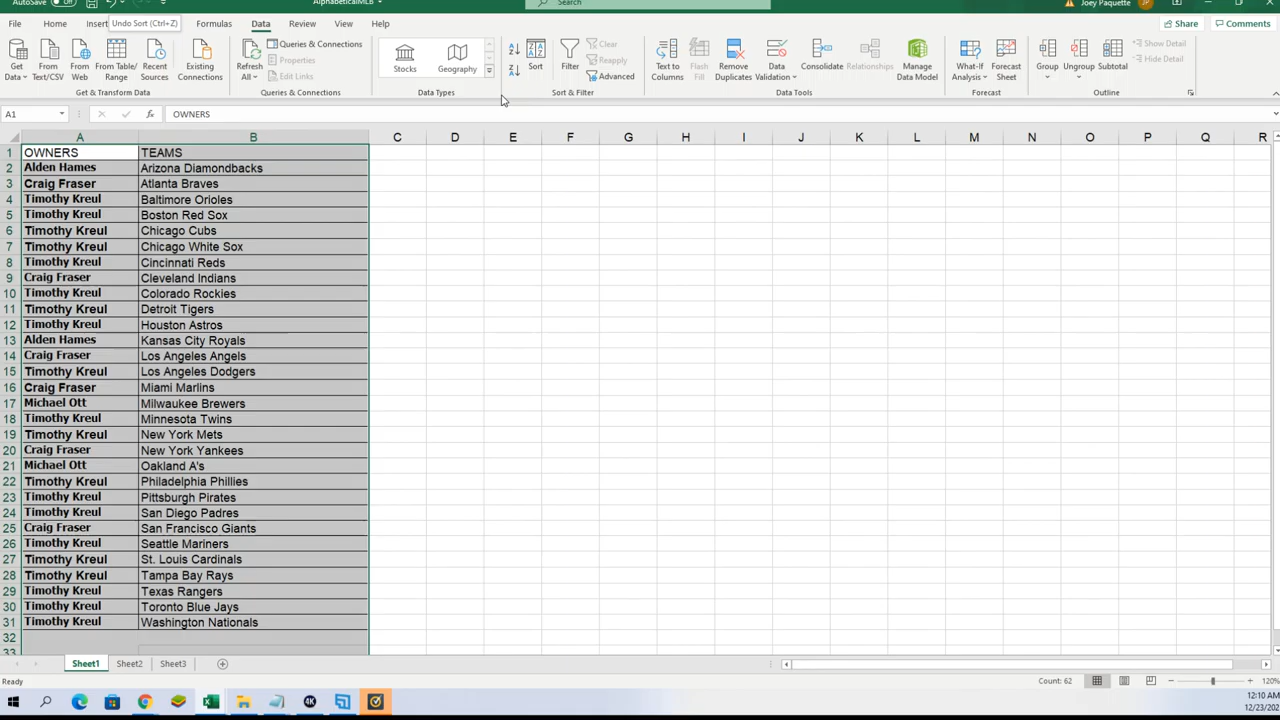 AutoSave Off AlphabeticalMLB Search Joey Paquette JP
File Home Insert Undo Sort (Ctrl+Z) Formulas Data Review View Help Share Comments
Get Data From Text/CSV From Web From Table/Range Recent Sources Existing Connections
Get & Transform Data
Refresh All Queries & Connections Properties Edit Links
Queries & Connections
Stocks Geography
Data Types
Sort Filter Clear Reapply Advanced
Sort & Filter
Text to Columns Flash Fill Remove Duplicates Data Validation Consolidate Relationships Manage Data Model
Data Tools
What-If Analysis Forecast Sheet
Forecast
Group Ungroup Subtotal Show Detail Hide Detail
Outline
A1 fx OWNERS
A B C D E F G H I J K L M N O P Q R
1 OWNERS TEAMS
2 Alden Hames Arizona Diamondbacks
3 Craig Fraser Atlanta Braves
4 Timothy Kreul Baltimore Orioles
5 Timothy Kreul Boston Red Sox
6 Timothy Kreul Chicago Cubs
7 Timothy Kreul Chicago White Sox
8 Timothy Kreul Cincinnati Reds
9 Craig Fraser Cleveland Indians
10 Timothy Kreul Colorado Rockies
11 Timothy Kreul Detroit Tigers
12 Timothy Kreul Houston Astros
13 Alden Hames Kansas City Royals
14 Craig Fraser Los Angeles Angels
15 Timothy Kreul Los Angeles Dodgers
16 Craig Fraser Miami Marlins
17 Michael Ott Milwaukee Brewers
18 Timothy Kreul Minnesota Twins
19 Timothy Kreul New York Mets
20 Craig Fraser New York Yankees
21 Michael Ott Oakland A's
22 Timothy Kreul Philadelphia Phillies
23 Timothy Kreul Pittsburgh Pirates
24 Timothy Kreul San Diego Padres
25 Craig Fraser San Francisco Giants
26 Timothy Kreul Seattle Mariners
27 Timothy Kreul St. Louis Cardinals
28 Timothy Kreul Tampa Bay Rays
29 Timothy Kreul Texas Rangers
30 Timothy Kreul Toronto Blue Jays
31 Timothy Kreul Washington Nationals
32
33
Sheet1 Sheet2 Sheet3
Ready Count: 62 120%
4K 12:10 AM
12/23/202